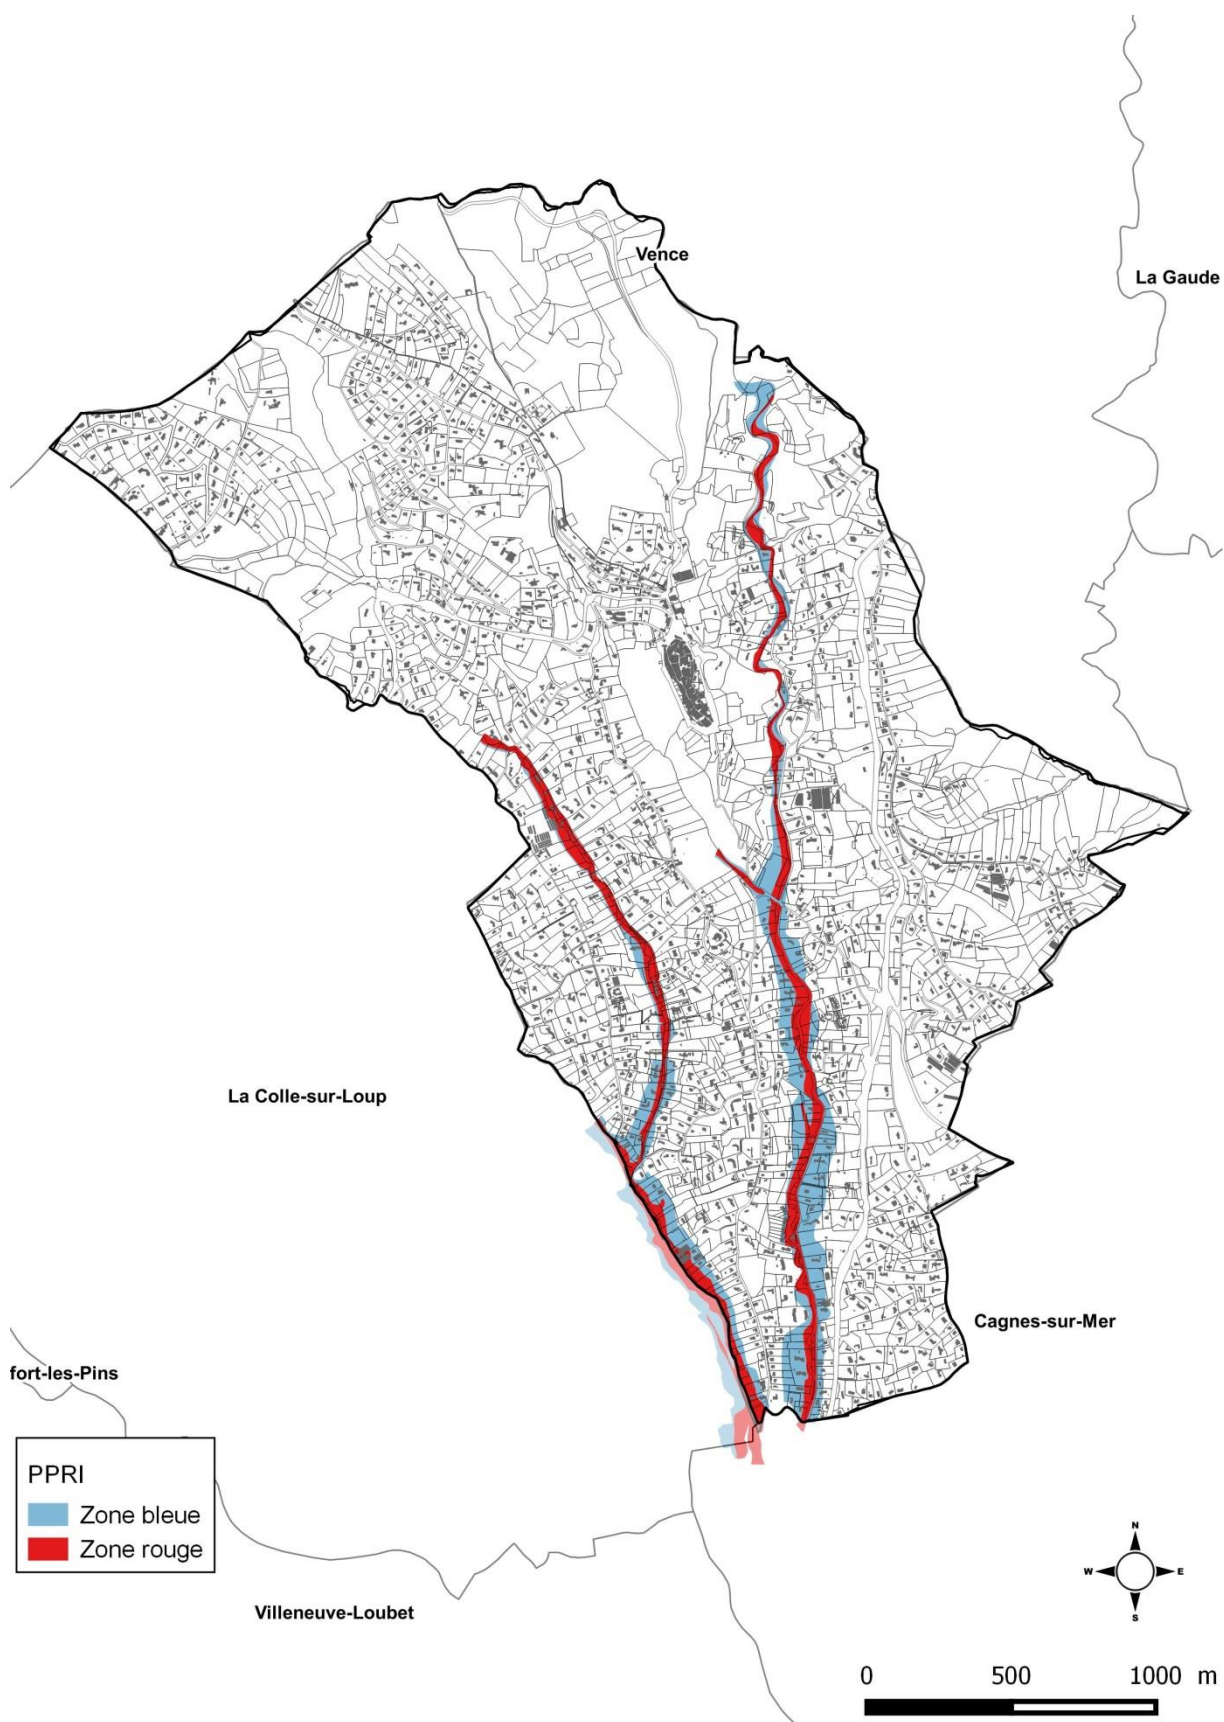 Vence
La Gaude
La Colle-sur-Loup
Cagnes-sur-Mer
fort-les-Pins
PPRI
Zone bleue
Zone rouge
Villeneuve-Loubet
N
W E
S
0 500 1000 m